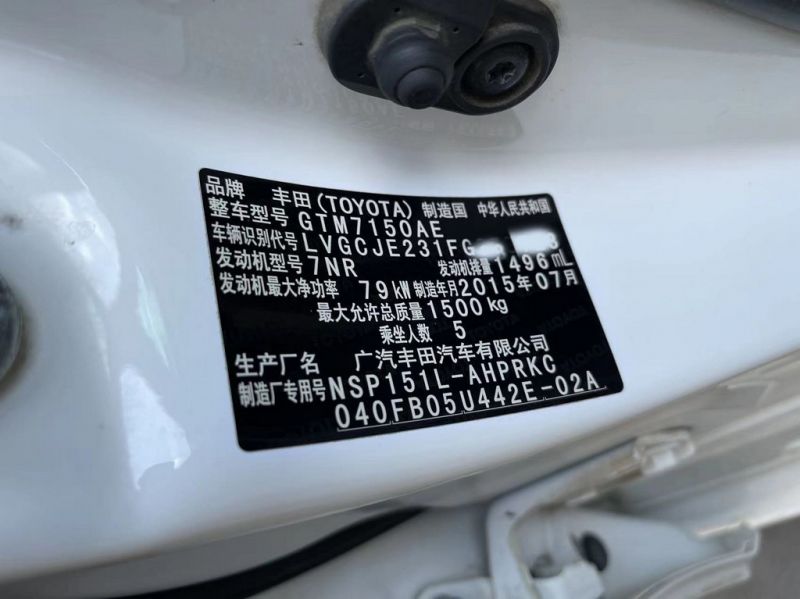 品牌 丰田(TOYOTA) 制造国 中华人民共和国
整车型号 GTM7150AE
车辆识别代号 LVGCJE231FG
发动机型号 7NR 发动机排量 1496 mL
发动机最大净功率 79 kW 制造年月 2015年07月
最大允许总质量 1500 kg
乘坐人数 5
生产厂名 广汽丰田汽车有限公司
制造厂专用号 NSP151L-AHPRKC
040FB05U442E-02A